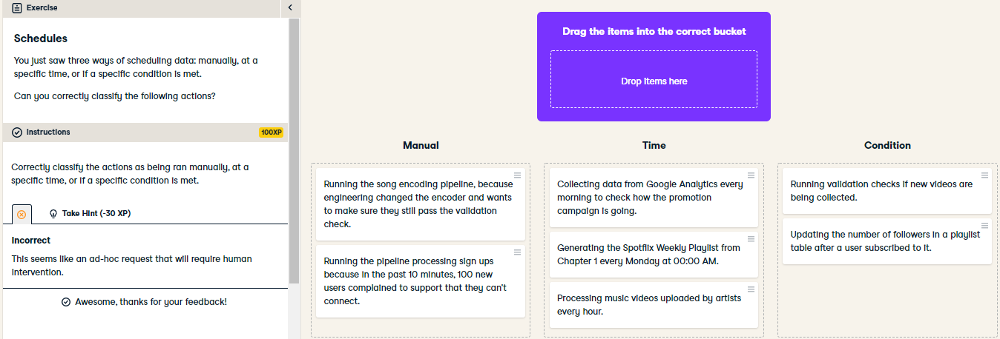 Exercise
Schedules
You just saw three ways of scheduling data: manually, at a
specific time, or if a specific condition is met.
Can you correctly classify the following actions?
Instructions
100XP
Correctly classify the actions as being ran manually, at a
specific time, or if a specific condition is met.
Take Hint (-30 XP)
Incorrect
This seems like an ad-hoc request that will require human
intervention.
Awesome, thanks for your feedback!
Drag the items into the correct bucket
Drop items here
Manual
Running the song encoding pipeline, because
engineering changed the encoder and wants
to make sure they still pass the validation
check.
Running the pipeline processing sign ups
because in the past 10 minutes, 100 new
users complained to support that they can't
connect.
Time
Collecting data from Google Analytics every
morning to check how the promotion
campaign is going.
Generating the Spotflix Weekly Playlist from
Chapter 1 every Monday at 00:00 AM.
Processing music videos uploaded by artists
every hour.
Condition
Running validation checks if new videos are
being collected.
Updating the number of followers in a playlist
table after a user subscribed to it.